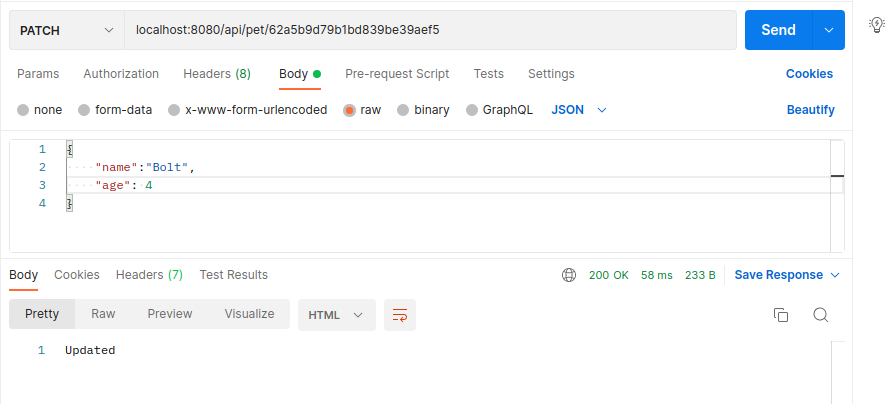 PATCH localhost:8080/api/pet/62a5b9d79b1bd839be39aef5 Send
Params Authorization Headers (8) Body Pre-request Script Tests Settings Cookies
none form-data x-www-form-urlencoded raw binary GraphQL JSON Beautify
1 {
2 "name":"Bolt",
3 "age": 4
4 }
Body Cookies Headers (7) Test Results 200 OK 58 ms 233 B Save Response
Pretty Raw Preview Visualize HTML
1 Updated